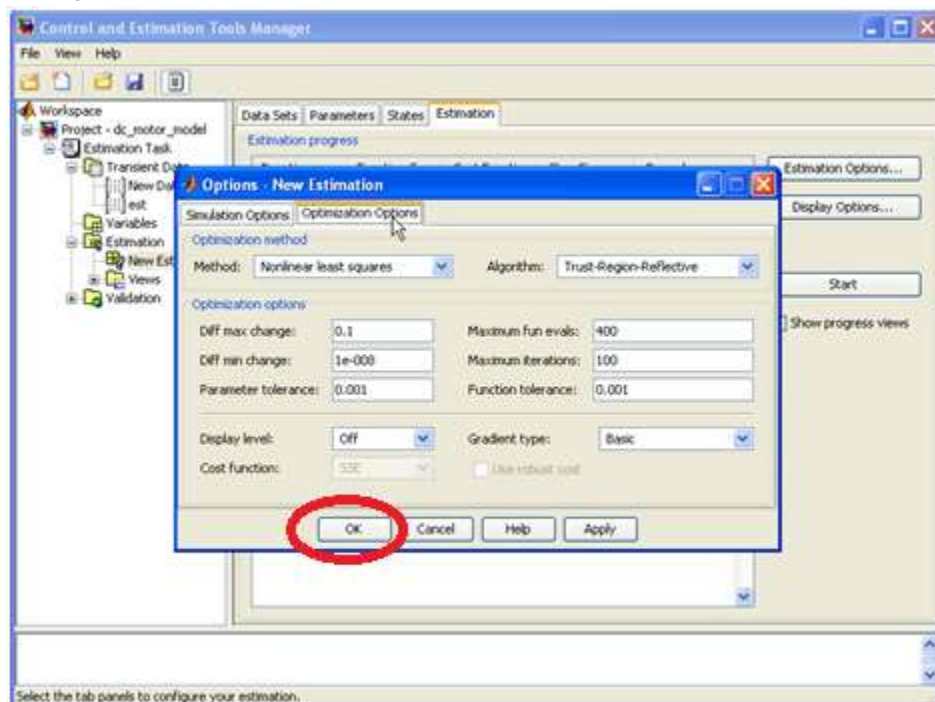 Control and Estimation Tools Manager
File View Help
Workspace
Project - dc_motor_model
Estimation Task
Transient Da
New Dat
est
Variables
Estimation
New Est
Views
Validation
Data Sets Parameters States Estimation
Estimation progress
Estimation Options...
Display Options...
Start
Show progress views
Options - New Estimation
Simulation Options Optimization Options
Optimization method
Method: Nonlinear least squares Algorithm: Trust-Region-Reflective
Optimization options
Diff max change: 0.1 Maximum fun evals: 400
Diff min change: 1e-008 Maximum iterations: 100
Parameter tolerance: 0.001 Function tolerance: 0.001
Display level: Off Gradient type: Basic
Cost function: SSE Use robust cost
OK Cancel Help Apply
Select the tab panels to configure your estimation.